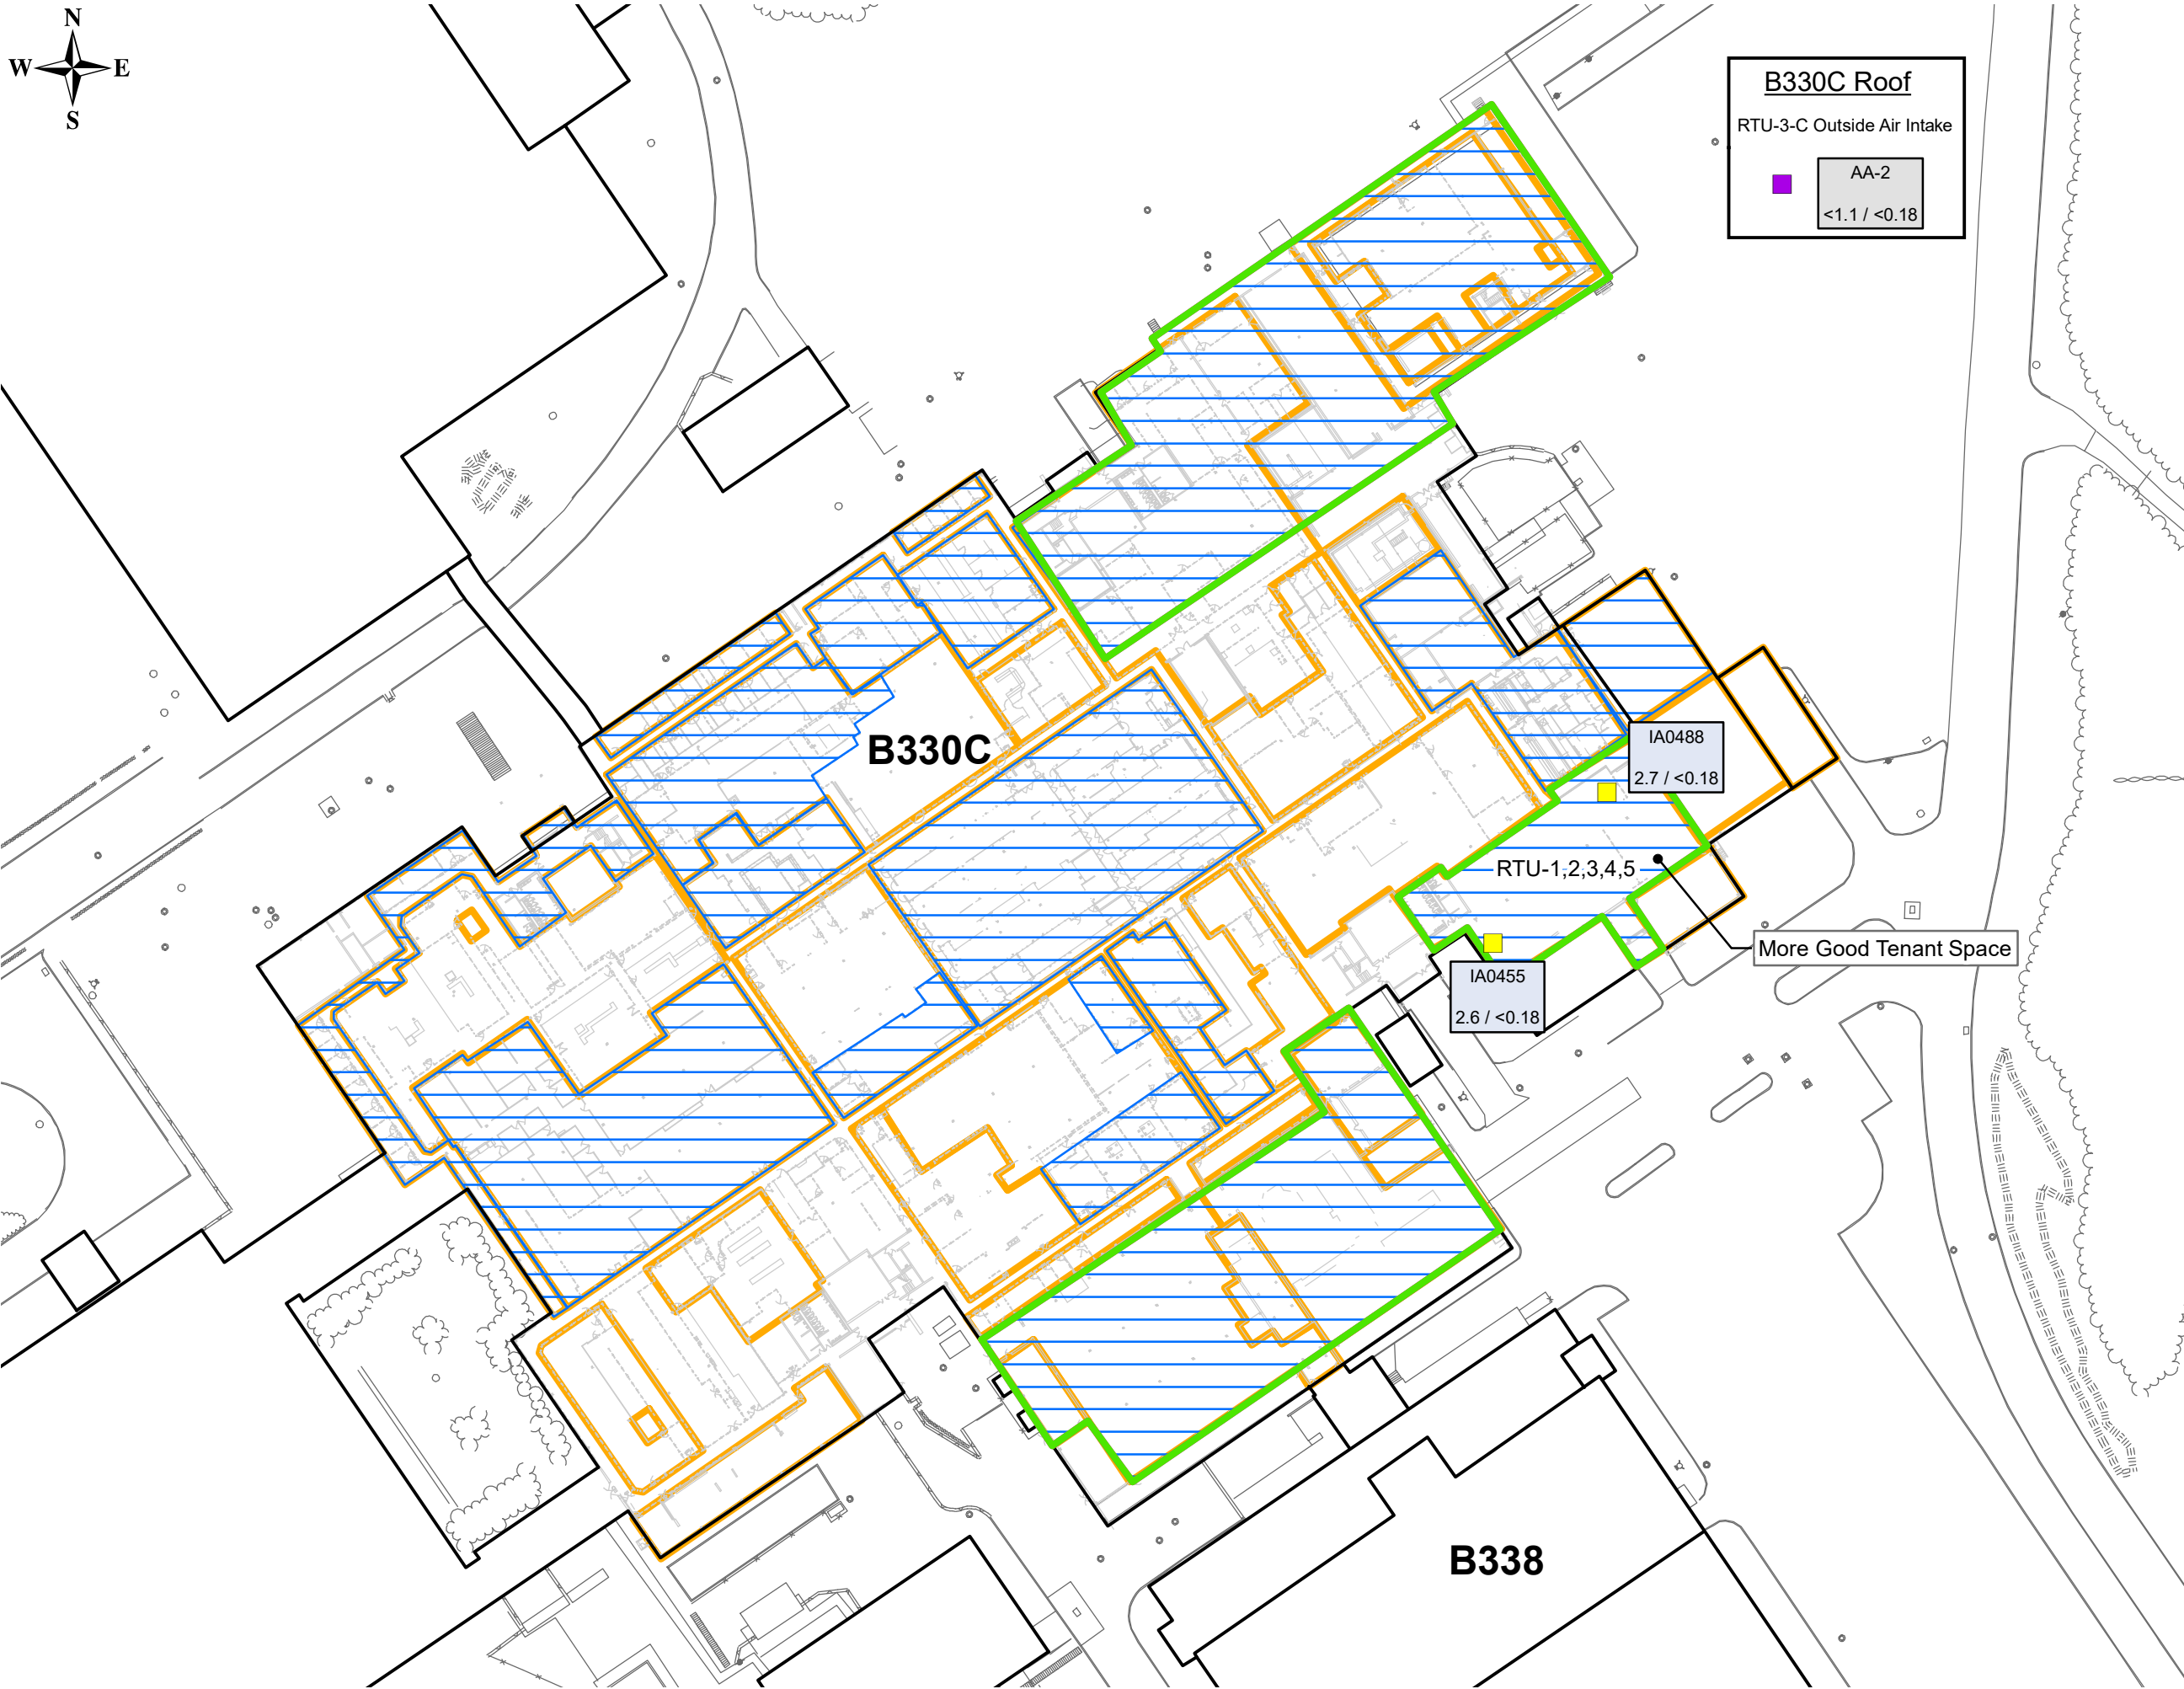 N
W E
S
B330C Roof
RTU-3-C Outside Air Intake
AA-2
<1.1 / <0.18
B330C
IA0488
2.7 / <0.18
RTU-1,2,3,4,5
More Good Tenant Space
IA0455
2.6 / <0.18
B338